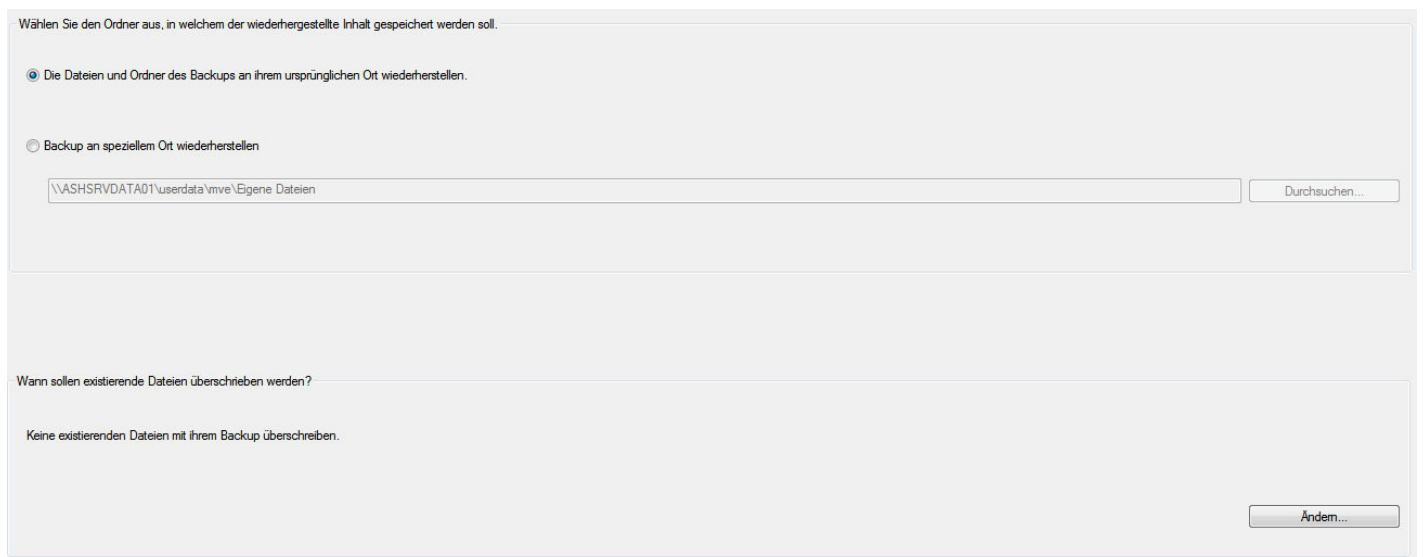 Wählen Sie den Ordner aus, in welchem der wiederhergestellte Inhalt gespeichert werden soll.
Die Dateien und Ordner des Backups an ihrem ursprünglichen Ort wiederherstellen.
Backup an speziellem Ort wiederherstellen
\\ASHSRVDATA01\userdata\mve\Eigene Dateien
Durchsuchen...
Wann sollen existierende Dateien überschrieben werden?
Keine existierenden Dateien mit ihrem Backup überschreiben.
Ändern...